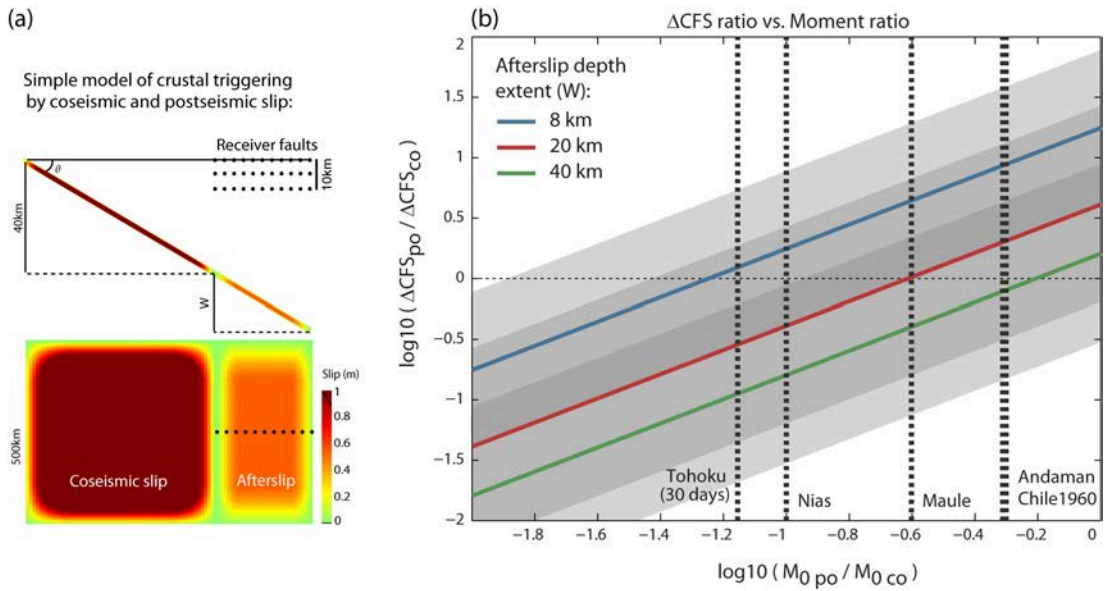 (a)
Simple model of crustal triggering
by coseismic and postseismic slip:
Receiver faults
θ
10km
40km
W
Slip (m)
1
0.8
0.6
0.4
0.2
0
500km
Coseismic slip
Afterslip
(b)
ΔCFS ratio vs. Moment ratio
Afterslip depth
extent (W):
8 km
20 km
40 km
2
1.5
1
0.5
0
−0.5
−1
−1.5
−2
log10 ( ΔCFSpo / ΔCFSco)
Tohoku
(30 days)
Nias
Maule
Andaman
Chile1960
−1.8
−1.6
−1.4
−1.2
−1
−0.8
−0.6
−0.4
−0.2
0
log10 ( M0 po / M0 co )